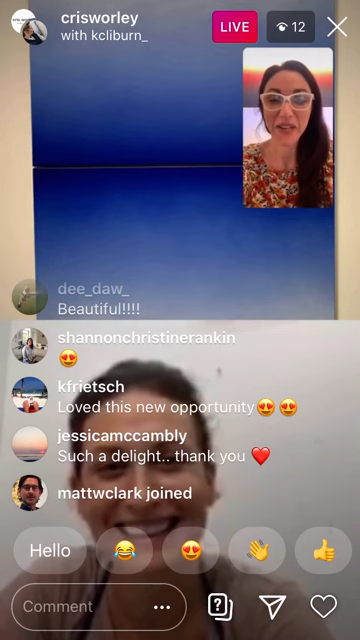 crisworley
with kcliburn_
LIVE
12
dee_daw_
Beautiful!!!!
shannonchristinerankin
😍
kfrietsch
Loved this new opportunity😍😍
jessicamccambly
Such a delight.. thank you ❤️
mattwclark joined
Hello
😂 😍 👋 👍
Comment